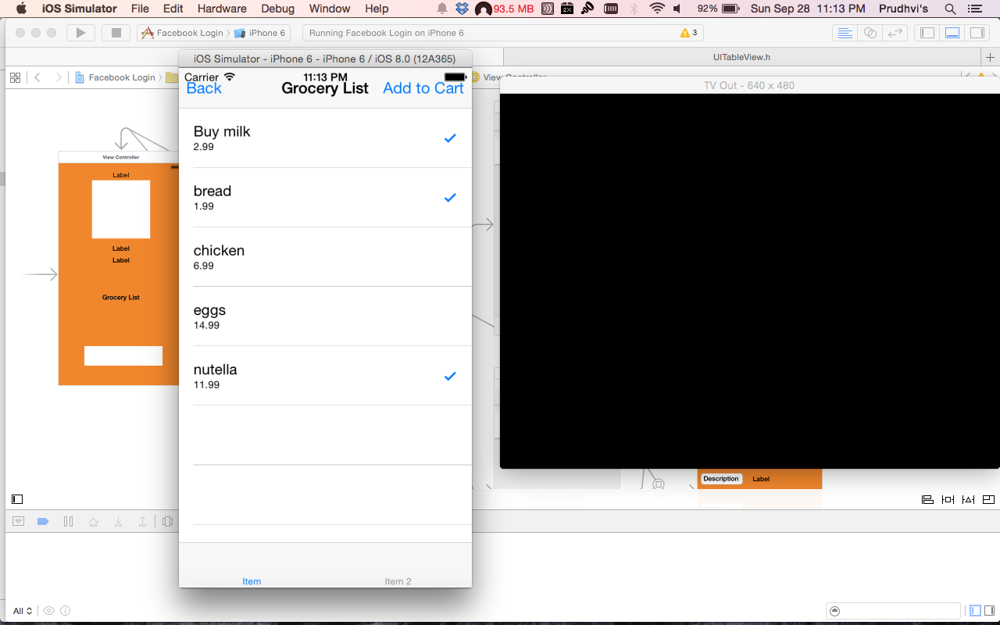 iOS Simulator File Edit Hardware Debug Window Help 93.5 MB 2X 92% Sun Sep 28 11:13 PM Prudhvi's
Facebook Login iPhone 6 Running Facebook Login on iPhone 6 3
iOS Simulator - iPhone 6 - iPhone 6 / iOS 8.0 (12A365) UITableView.h
Facebook Login
Carrier 11:13 PM
Back Grocery List Add to Cart
View Controller
TV Out - 640 x 480
Buy milk
2.99
bread
1.99
chicken
6.99
eggs
14.99
nutella
11.99
Item Item 2
View Controller
Label
Label
Label
Grocery List
Description Label
All